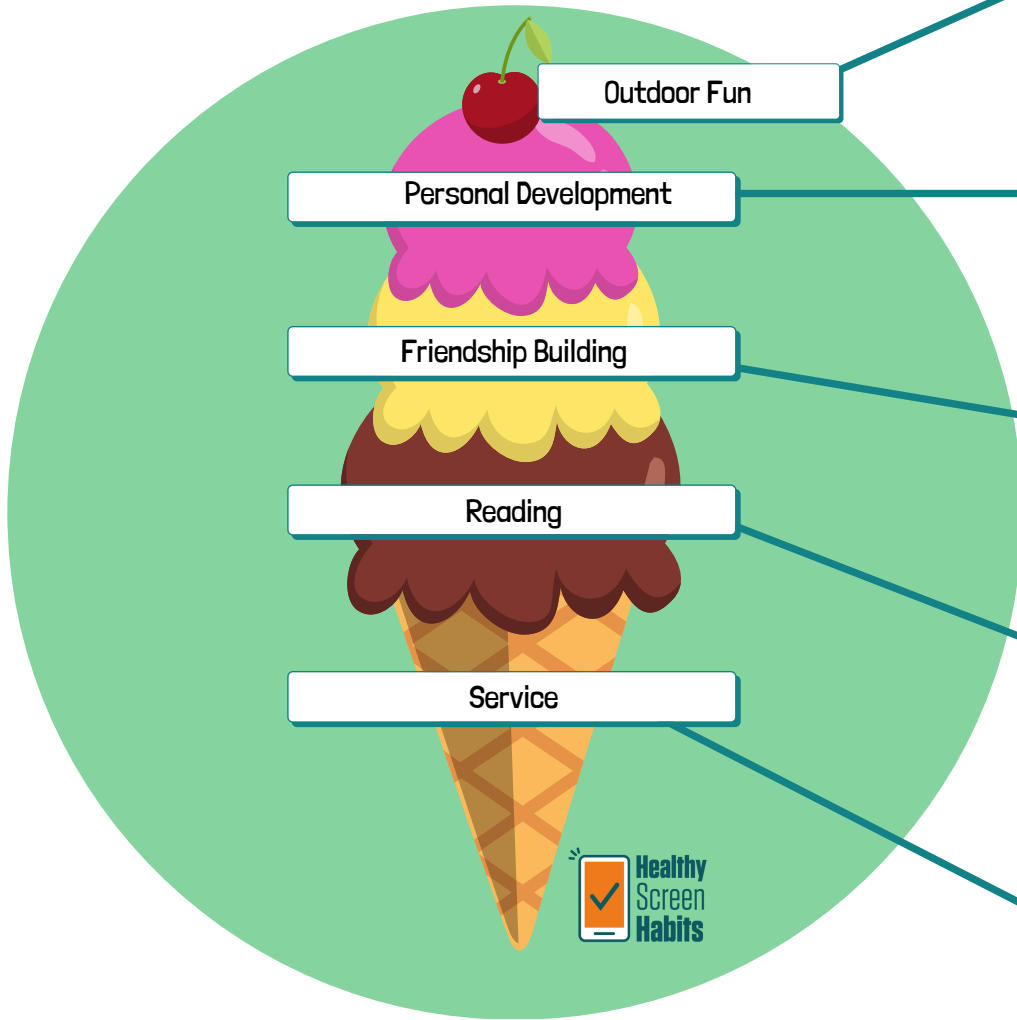 Outdoor Fun
Personal Development
Friendship Building
Reading
Service
Healthy
Screen
Habits